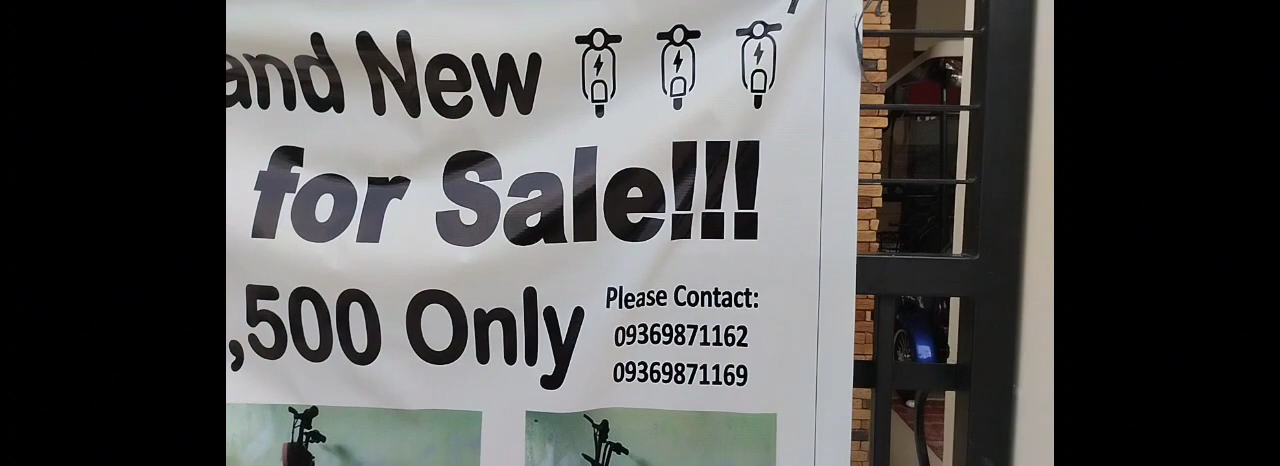 and New
for Sale!!!
,500 Only
Please Contact:
09369871162
09369871169